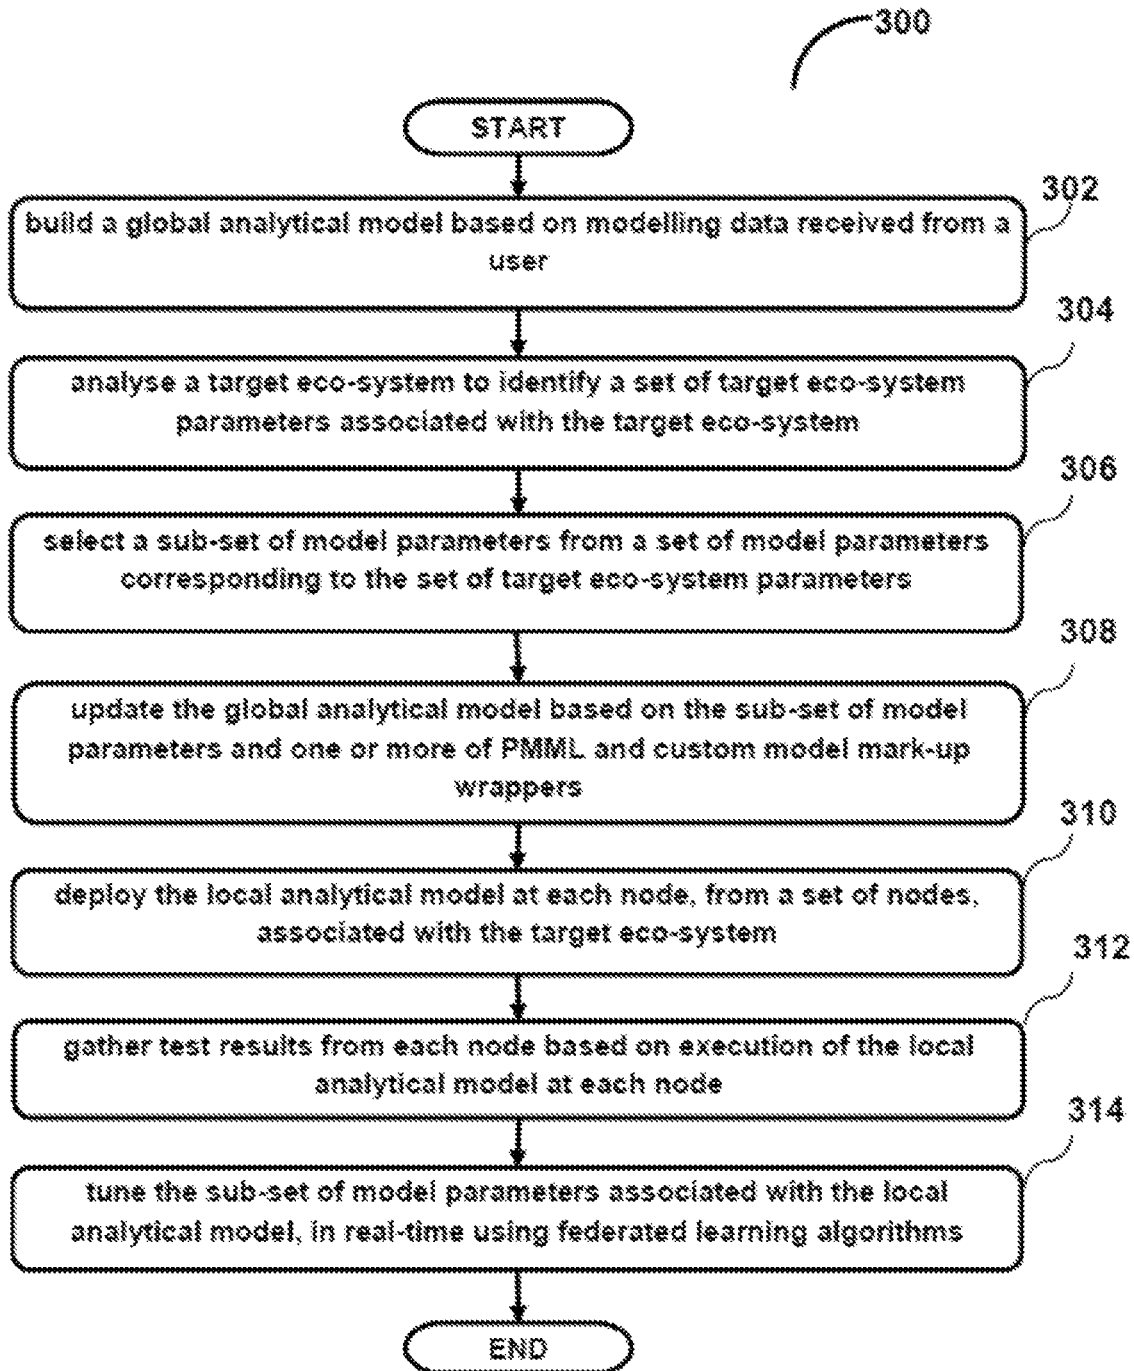 300
START
302
build a global analytical model based on modelling data received from a
user
304
analyse a target eco-system to identify a set of target eco-system
parameters associated with the target eco-system
306
select a sub-set of model parameters from a set of model parameters
corresponding to the set of target eco-system parameters
308
update the global analytical model based on the sub-set of model
parameters and one or more of PMML and custom model mark-up
wrappers
310
deploy the local analytical model at each node, from a set of nodes,
associated with the target eco-system
312
gather test results from each node based on execution of the local
analytical model at each node
314
tune the sub-set of model parameters associated with the local
analytical model, in real-time using federated learning algorithms
END